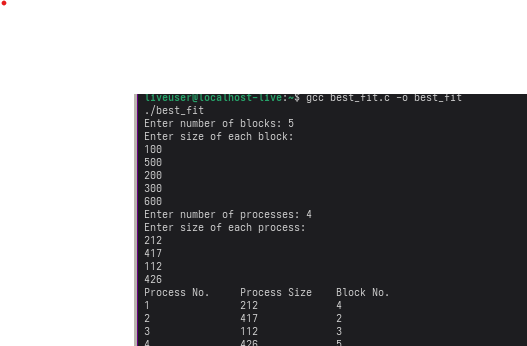 liveuser@localhost-live:~$ gcc best_fit.c -o best_fit
./best_fit
Enter number of blocks: 5
Enter size of each block:
100
500
200
300
600
Enter number of processes: 4
Enter size of each process:
212
417
112
426
Process No. Process Size Block No.
1 212 4
2 417 2
3 112 3
4 426 5